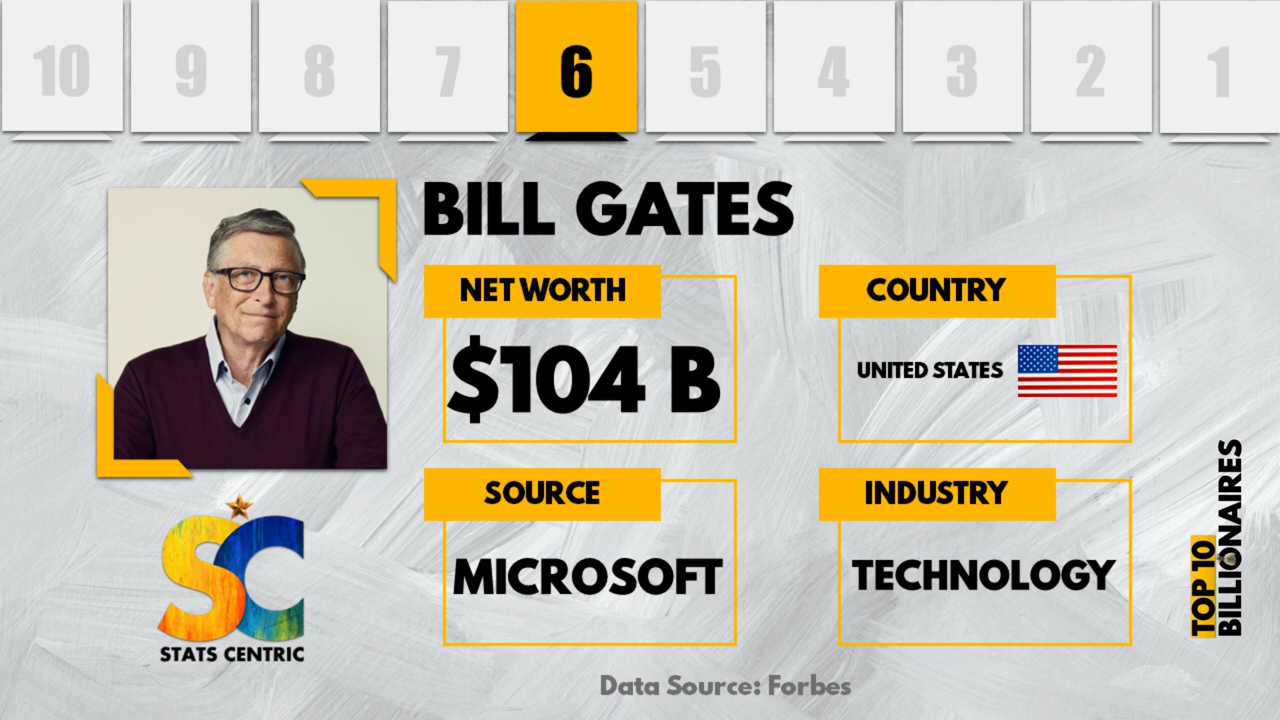 10 9 8 7 6 5 4 3 2 1
BILL GATES
NET WORTH
$104 B
COUNTRY
UNITED STATES
SOURCE
MICROSOFT
INDUSTRY
TECHNOLOGY
SC
STATS CENTRIC
TOP 10
BILLIONAIRES
Data Source: Forbes